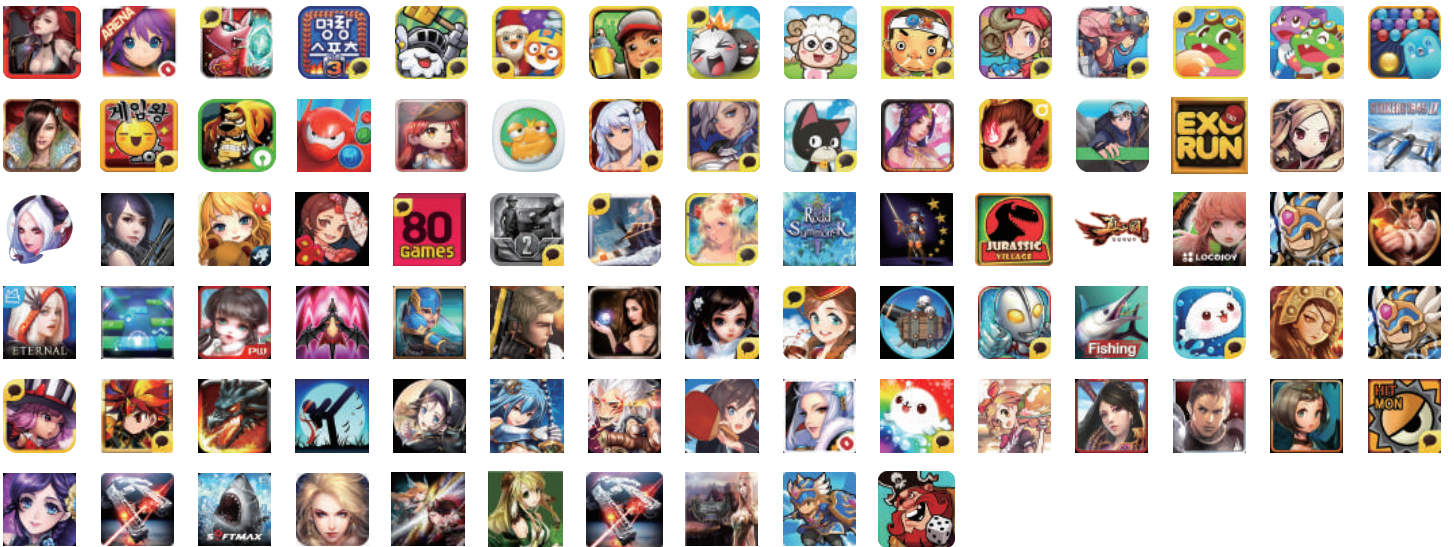 ARENA
명랑
스포츠
3
게임왕
EXO
RUN
80
GAMES
2
Road
Summoner
JURASSIC
VILLAGE
LOCOJOY
ETERNAL
PW
Fishing
HIT
MON
SOFTMAX